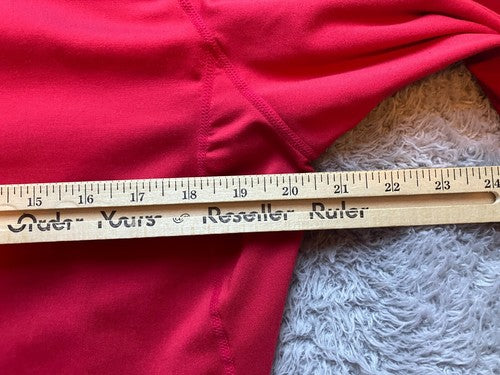 15 16 17 18 19 20 21 22 23 24
Order Yours @ Reseller Ruler